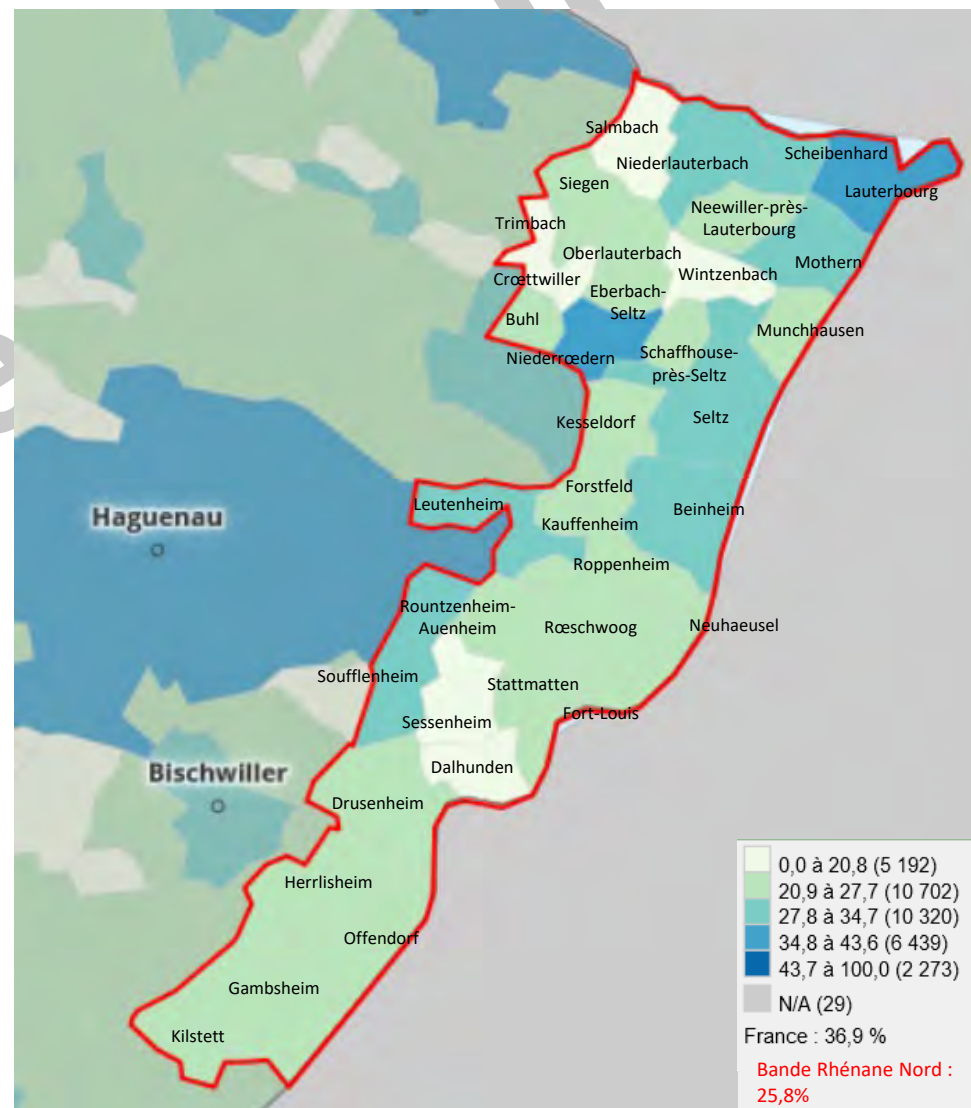 Salmbach
Niederlauterbach
Scheibenhard
Siegen
Lauterbourg
Neewiller-près-
Lauterbourg
Trimbach
Oberlauterbach
Mothern
Crœttwiller
Wintzenbach
Eberbach-
Seltz
Buhl
Munchhausen
Niederrœdern
Schaffhouse-
près-Seltz
Kesseldorf
Seltz
Forstfeld
Leutenheim
Beinheim
Haguenau
Kauffenheim
Roppenheim
Rountzenheim-
Auenheim
Rœschwoog
Neuhaeusel
Soufflenheim
Stattmatten
Fort-Louis
Sessenheim
Dalhunden
Bischwiller
Drusenheim
Herrlisheim
Offendorf
Gambsheim
Kilstett
0,0 à 20,8 (5 192)
20,9 à 27,7 (10 702)
27,8 à 34,7 (10 320)
34,8 à 43,6 (6 439)
43,7 à 100,0 (2 273)
N/A (29)
France : 36,9 %
Bande Rhénane Nord :
25,8%